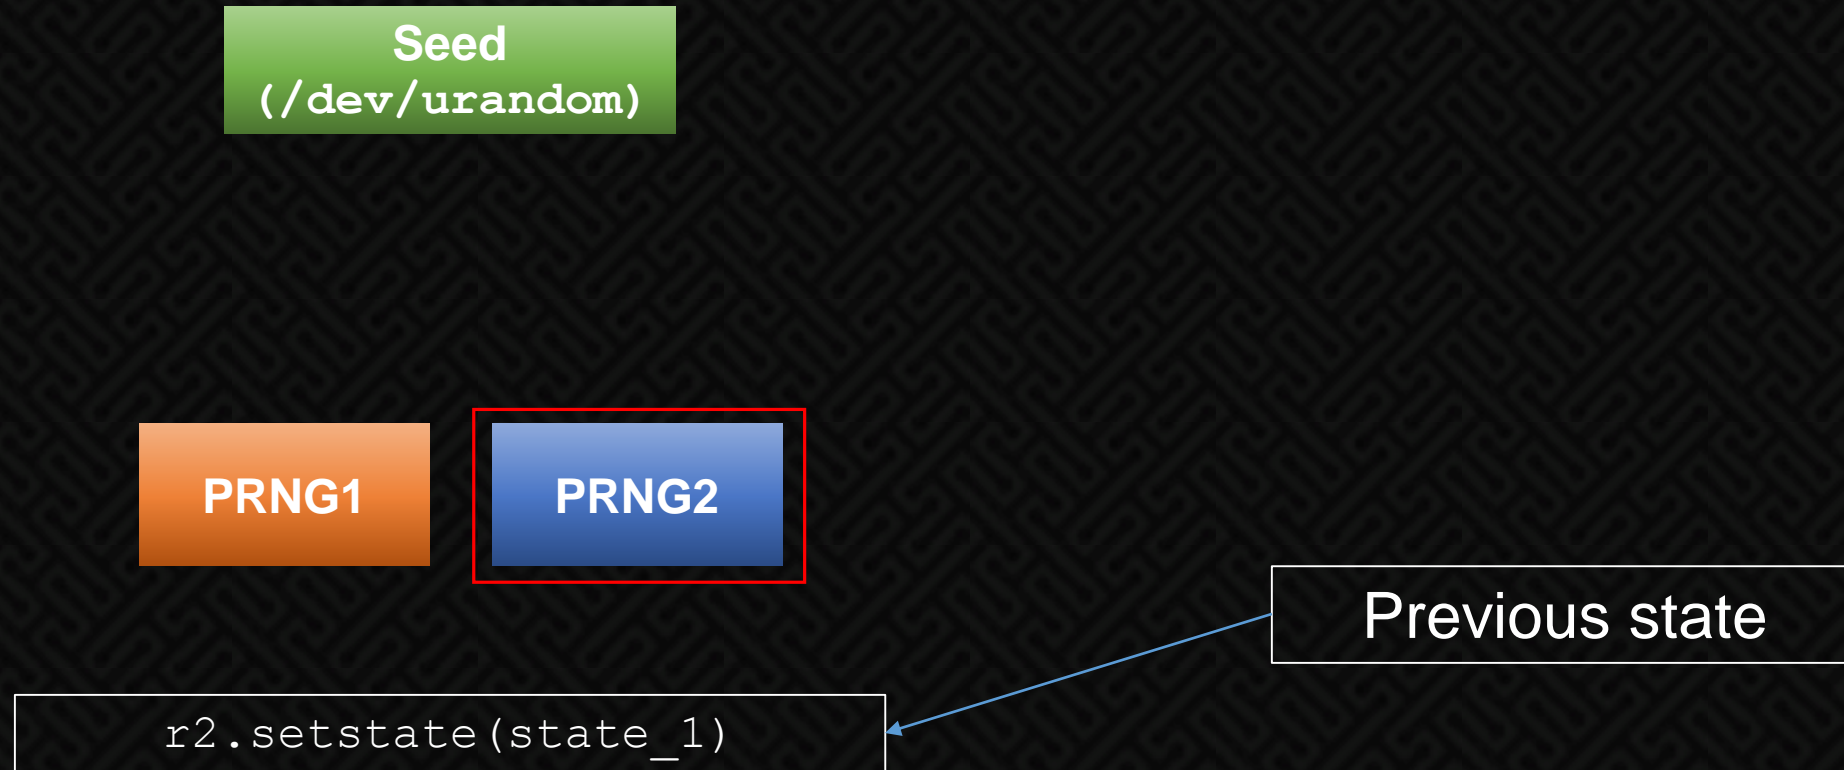 Seed
(/dev/urandom)
PRNG1
PRNG2
Previous state
r2.setstate(state_1)